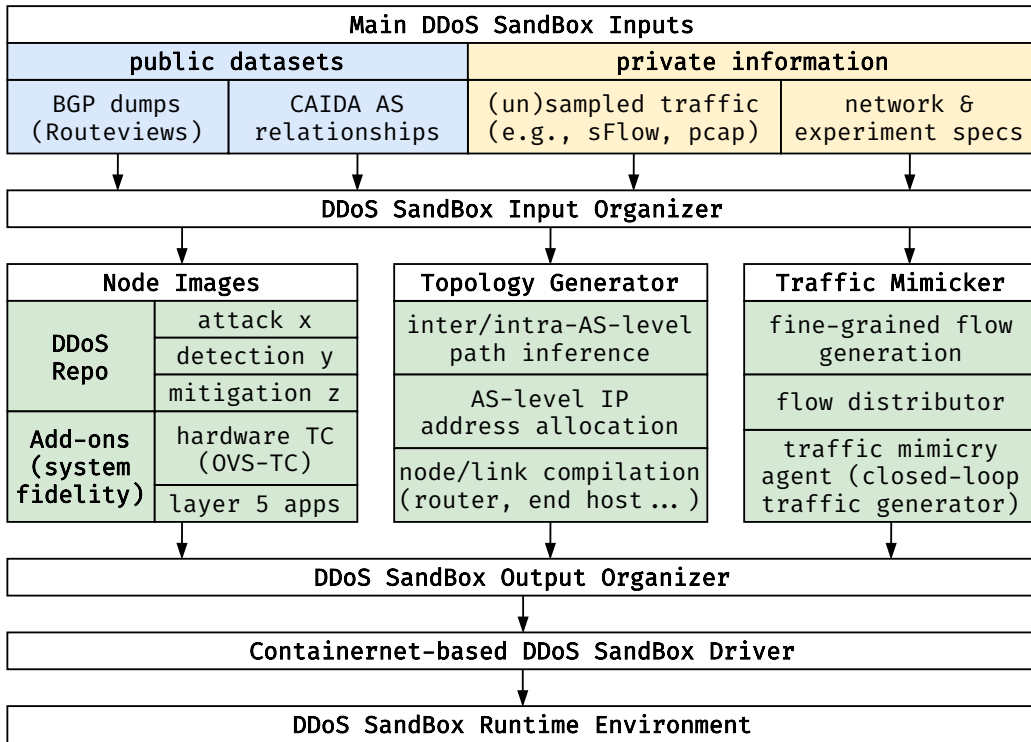 Main DDoS SandBox Inputs
public datasets
private information
BGP dumps
(Routeviews)
CAIDA AS
relationships
(un)sampled traffic
(e.g., sFlow, pcap)
network &
experiment specs
DDoS SandBox Input Organizer
Node Images
DDoS
Repo
attack x
detection y
mitigation z
Add-ons
(system
fidelity)
hardware TC
(OVS-TC)
layer 5 apps
Topology Generator
inter/intra-AS-level
path inference
AS-level IP
address allocation
node/link compilation
(router, end host ... )
Traffic Mimicker
fine-grained flow
generation
flow distributor
traffic mimicry
agent (closed-loop
traffic generator)
DDoS SandBox Output Organizer
Containernet-based DDoS SandBox Driver
DDoS SandBox Runtime Environment